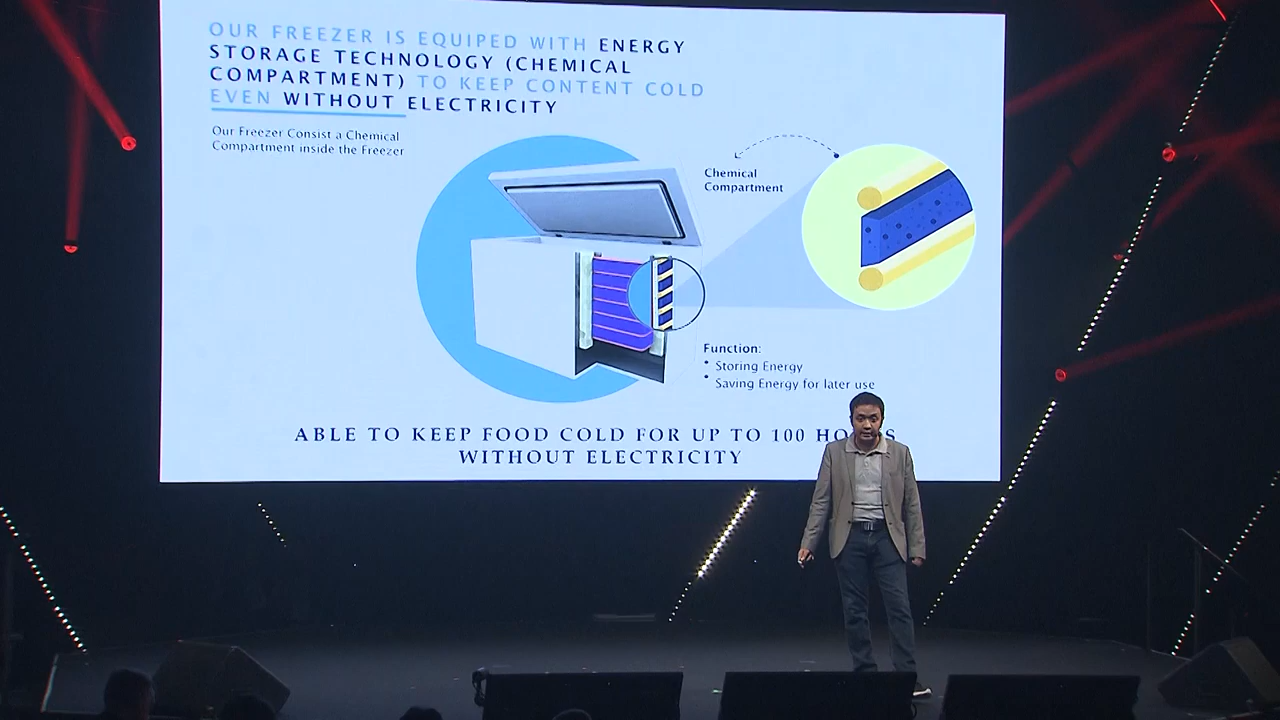 OUR FREEZER IS EQUIPED WITH ENERGY
STORAGE TECHNOLOGY (CHEMICAL
COMPARTMENT) TO KEEP CONTENT COLD
EVEN WITHOUT ELECTRICITY
Our Freezer Consist a Chemical
Compartment inside the Freezer
Chemical
Compartment
Function:
• Storing Energy
• Saving Energy for later use
ABLE TO KEEP FOOD COLD FOR UP TO 100
WITHOUT ELECTRICITY